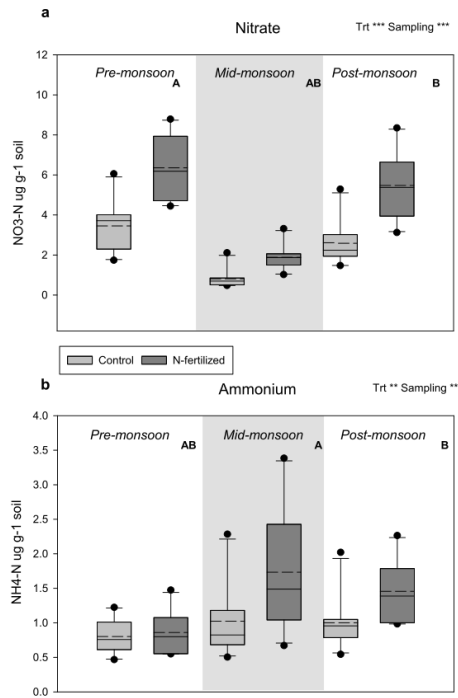 a
Nitrate
Trt *** Sampling ***
12
10
8
6
4
2
0
NO3-N ug g-1 soil
Pre-monsoon
A
Mid-monsoon
AB
Post-monsoon
B
Control
N-fertilized
b
Ammonium
Trt ** Sampling **
4.0
3.5
3.0
2.5
2.0
1.5
1.0
0.5
0.0
NH4-N ug g-1 soil
Pre-monsoon
AB
Mid-monsoon
A
Post-monsoon
B